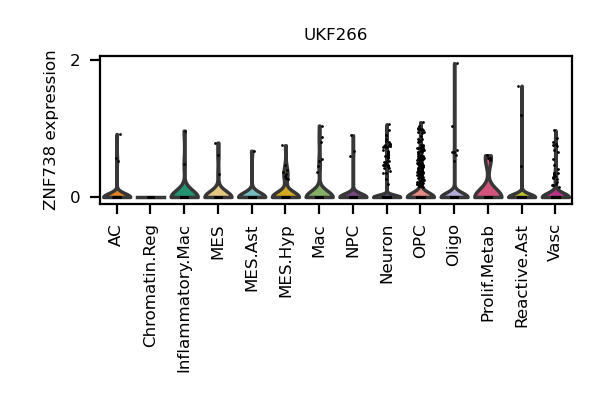 UKF266
ZNF738 expression
2
0
AC
Chromatin.Reg
Inflammatory.Mac
MES
MES.Ast
MES.Hyp
Mac
NPC
Neuron
OPC
Oligo
Prolif.Metab
Reactive.Ast
Vasc